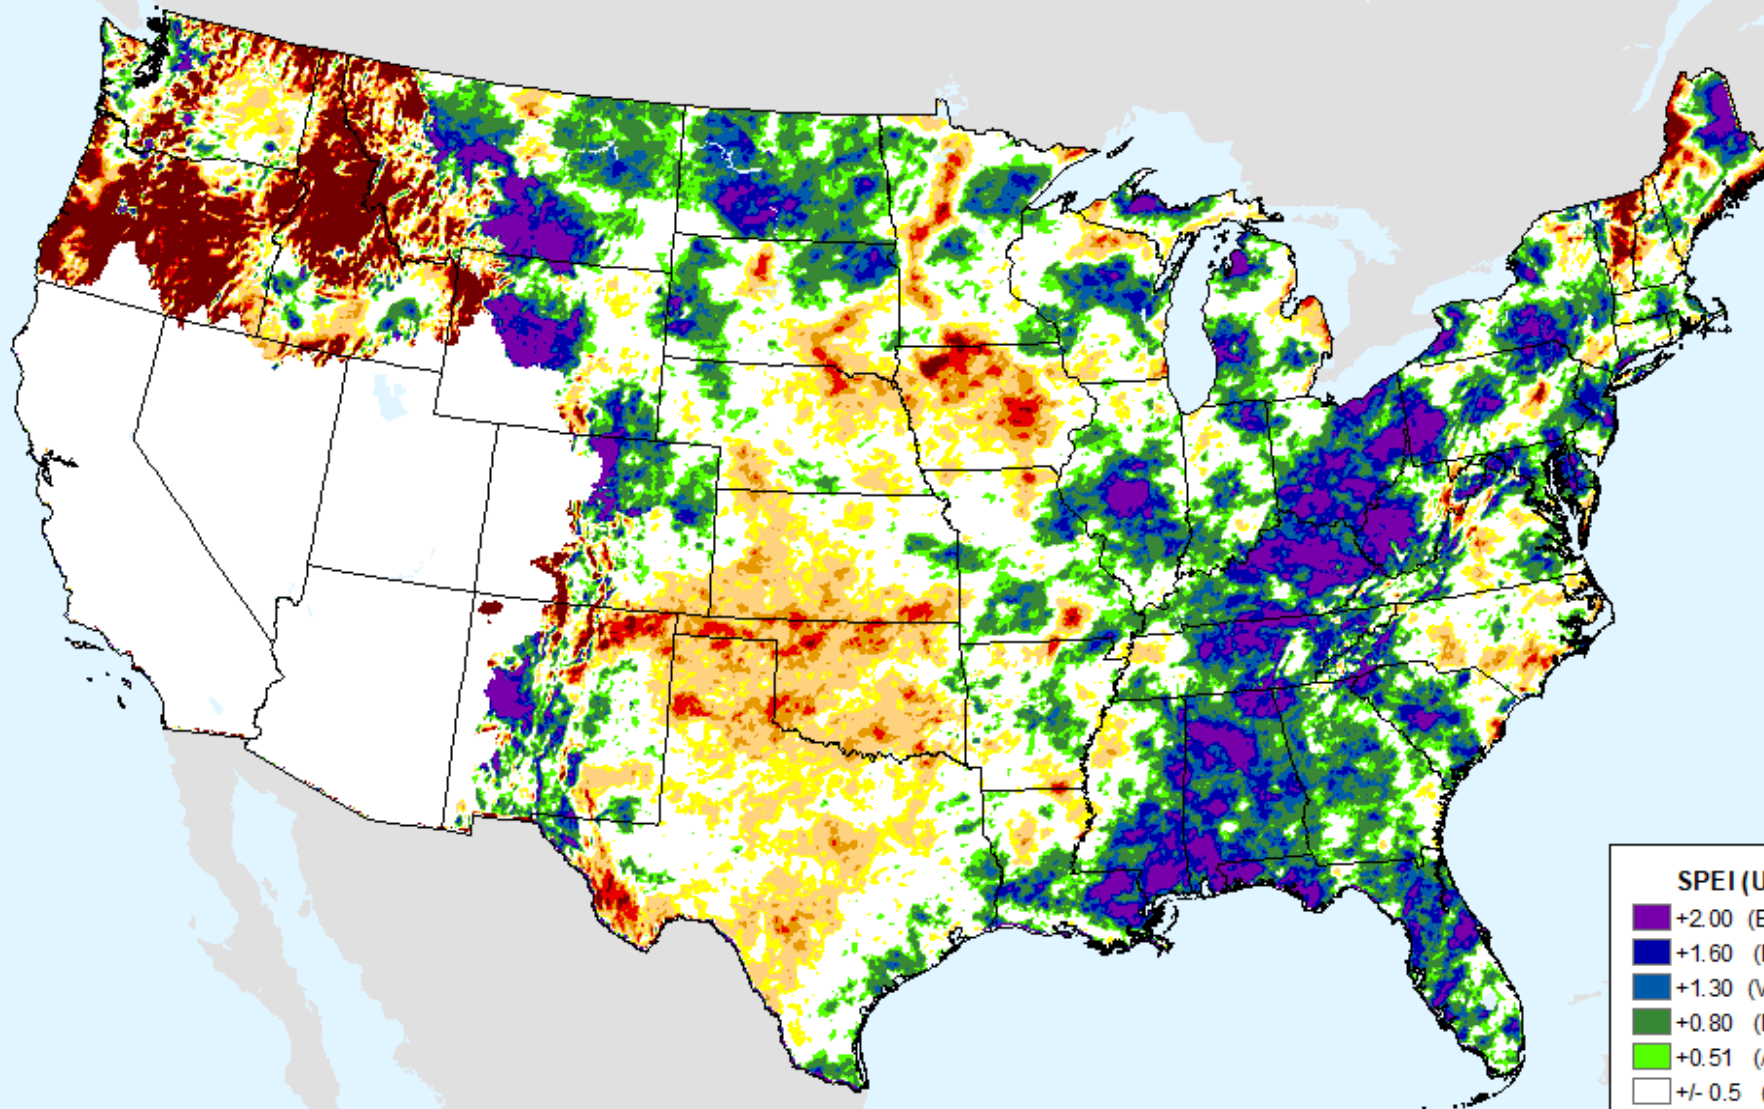 SPEI (U
+2.00 (E
+1.60 (
+1.30 (V
+0.80 (
+0.51 (A
+/- 0.5 (